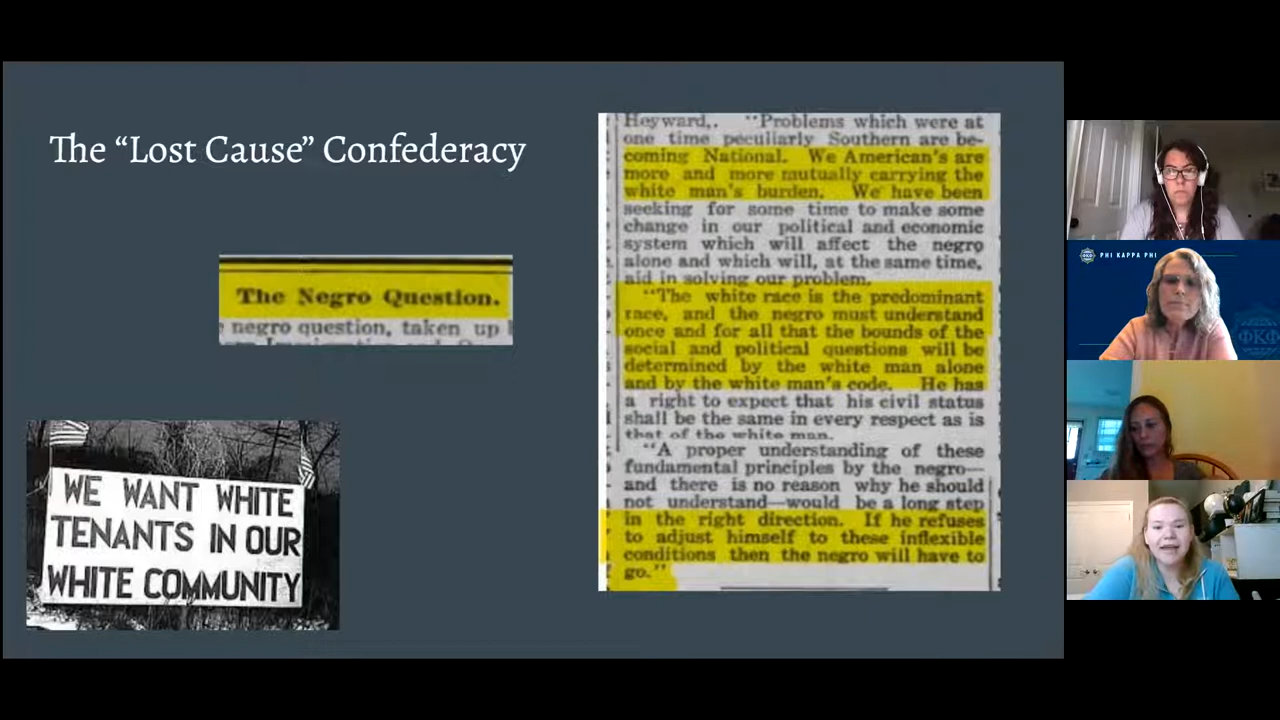 The “Lost Cause” Confederacy
The Negro Question.
negro question, taken up
WE WANT WHITE
TENANTS IN OUR
WHITE COMMUNITY
Heyward,. "Problems which were at
one time peculiarly Southern are be-
coming National. We American's are
more and more mutually carrying the
white man's burden. We have been
seeking for some time to make some
change in our political and economic
system which will affect the negro
alone and which will, at the same time,
aid in solving our problem.
"The white race is the predominant
race, and the negro must understand
once and for all that the bounds of the
social and political questions will be
determined by the white man alone
and by the white man's code. He has
a right to expect that his civil status
shall be the same in every respect as is
that of the white man.
"A proper understanding of these
fundamental principles by the negro—
and there is no reason why he should
not understand—would be a long step
in the right direction. If he refuses
to adjust himself to these inflexible
conditions then the negro will have to
go."
PHI KAPPA PHI
ΦΚΦ